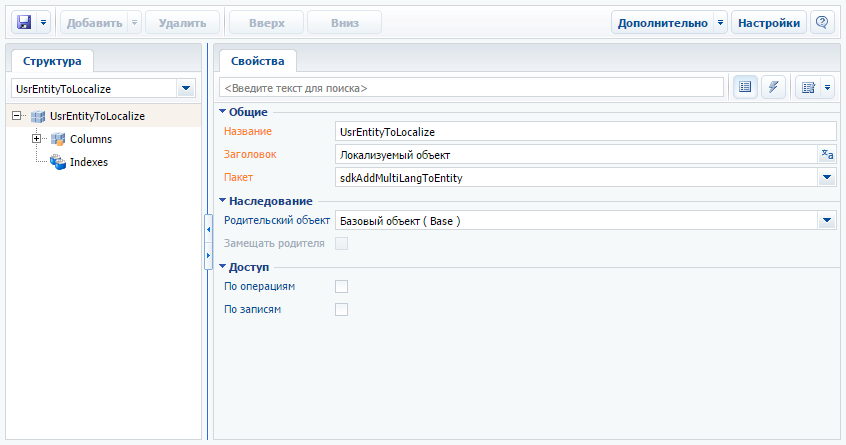 Добавить Удалить Вверх Вниз Дополнительно Настройки
Структура
UsrEntityToLocalize
UsrEntityToLocalize
Columns
Indexes
Свойства
<Введите текст для поиска>
Общие
Название UsrEntityToLocalize
Заголовок Локализуемый объект
Пакет sdkAddMultiLangToEntity
Наследование
Родительский объект Базовый объект ( Base )
Замещать родителя
Доступ
По операциям
По записям